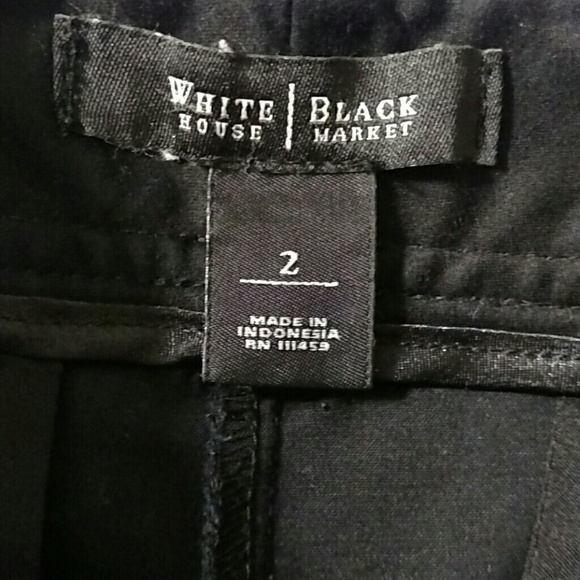 WHITE | BLACK
HOUSE MARKET
2
MADE IN
INDONESIA
RN 111459